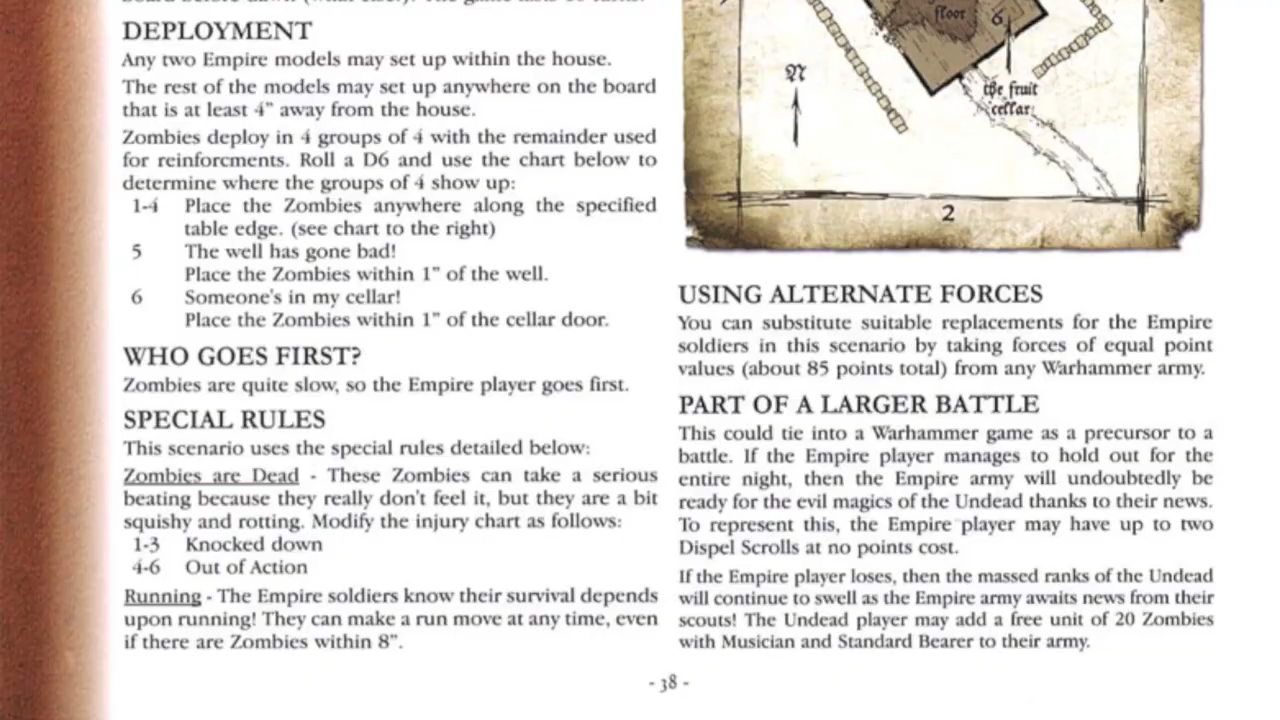 DEPLOYMENT
Any two Empire models may set up within the house.
The rest of the models may set up anywhere on the board
that is at least 4" away from the house.
Zombies deploy in 4 groups of 4 with the remainder used
for reinforcments. Roll a D6 and use the chart below to
determine where the groups of 4 show up:
1-4 Place the Zombies anywhere along the specified
table edge. (see chart to the right)
5 The well has gone bad!
Place the Zombies within 1" of the well.
6 Someone's in my cellar!
Place the Zombies within 1" of the cellar door.
WHO GOES FIRST?
Zombies are quite slow, so the Empire player goes first.
SPECIAL RULES
This scenario uses the special rules detailed below:
Zombies are Dead - These Zombies can take a serious
beating because they really don't feel it, but they are a bit
squishy and rotting. Modify the injury chart as follows:
1-3 Knocked down
4-6 Out of Action
Running - The Empire soldiers know their survival depends
upon running! They can make a run move at any time, even
if there are Zombies within 8".
floor
6
N
the fruit
cellar
2
USING ALTERNATE FORCES
You can substitute suitable replacements for the Empire
soldiers in this scenario by taking forces of equal point
values (about 85 points total) from any Warhammer army.
PART OF A LARGER BATTLE
This could tie into a Warhammer game as a precursor to a
battle. If the Empire player manages to hold out for the
entire night, then the Empire army will undoubtedly be
ready for the evil magics of the Undead thanks to their news.
To represent this, the Empire player may have up to two
Dispel Scrolls at no points cost.
If the Empire player loses, then the massed ranks of the Undead
will continue to swell as the Empire army awaits news from their
scouts! The Undead player may add a free unit of 20 Zombies
with Musician and Standard Bearer to their army.
- 38 -